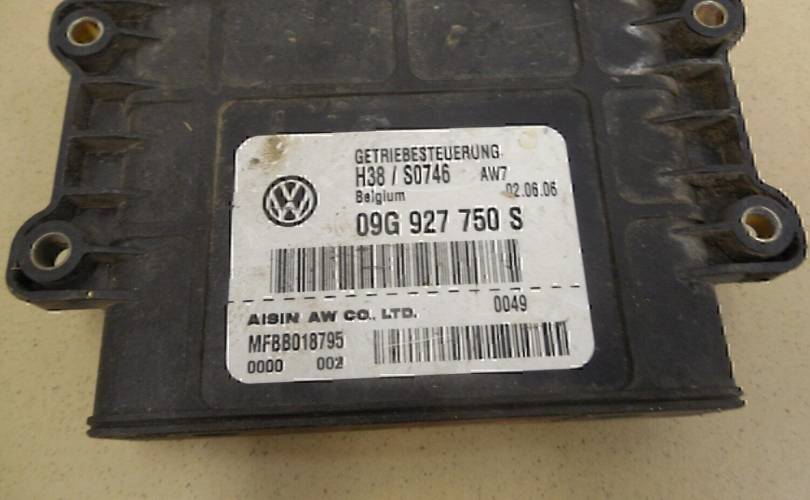 GETRIEBESTEUERUNG
H38 / S0746 AW7
Belgium 02.06.06
09G 927 750 S
AISIN AW CO., LTD. 0049
MFBB018795
0000 002